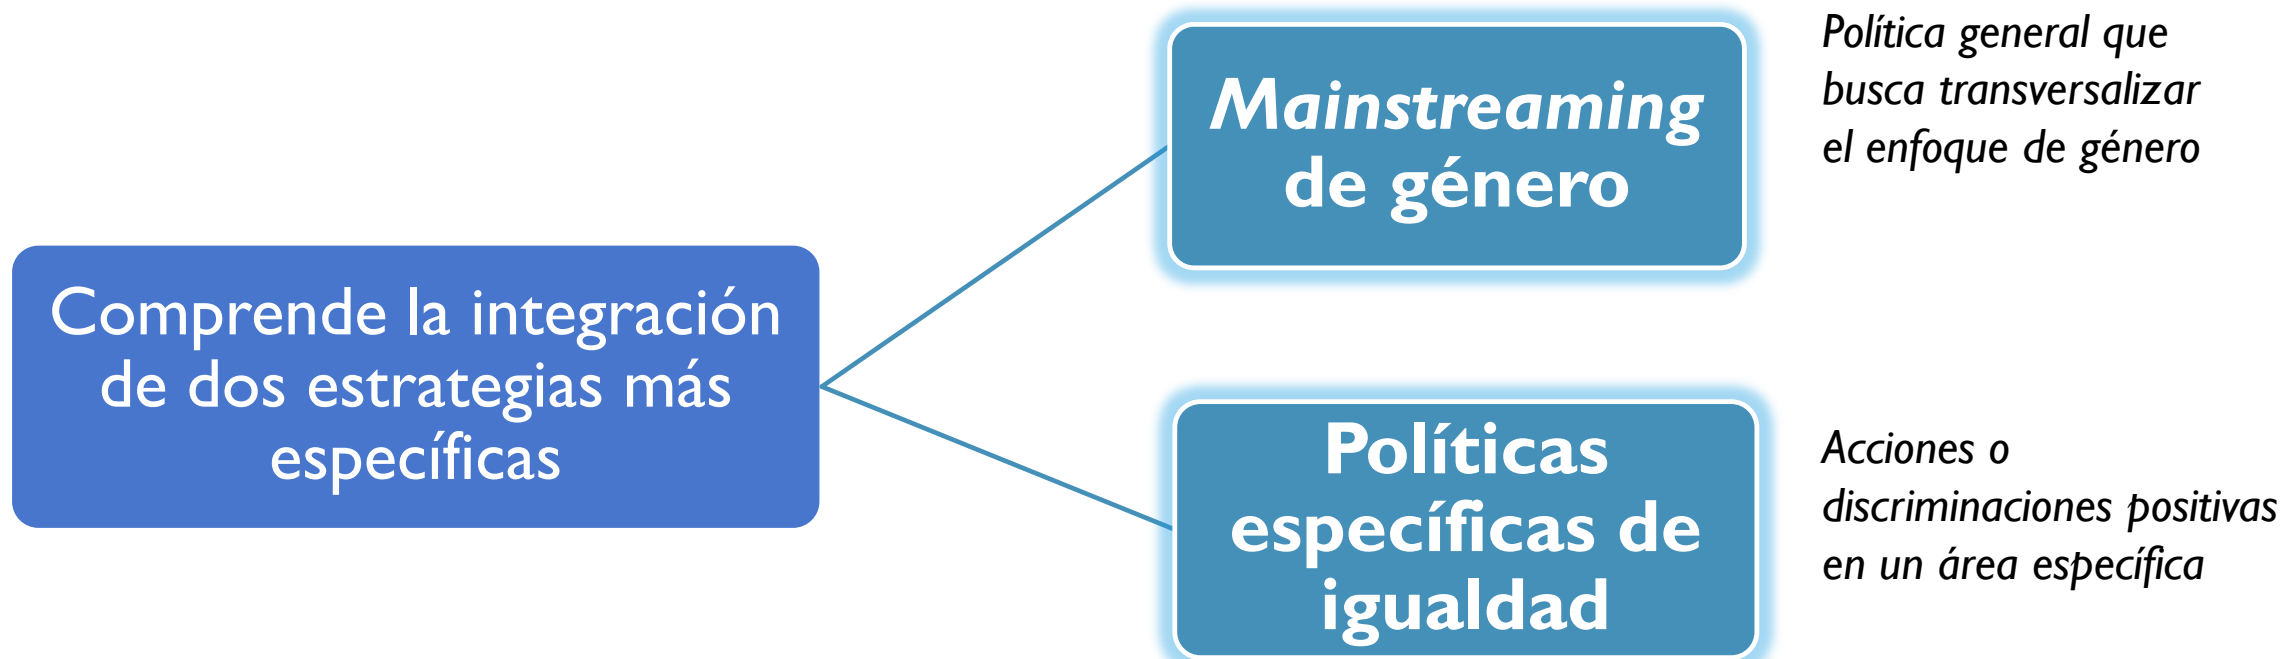 Comprende la integración
de dos estrategias más
específicas
Mainstreaming
de género
Política general que
busca transversalizar
el enfoque de género
Políticas
específicas de
igualdad
Acciones o
discriminaciones positivas
en un área específica